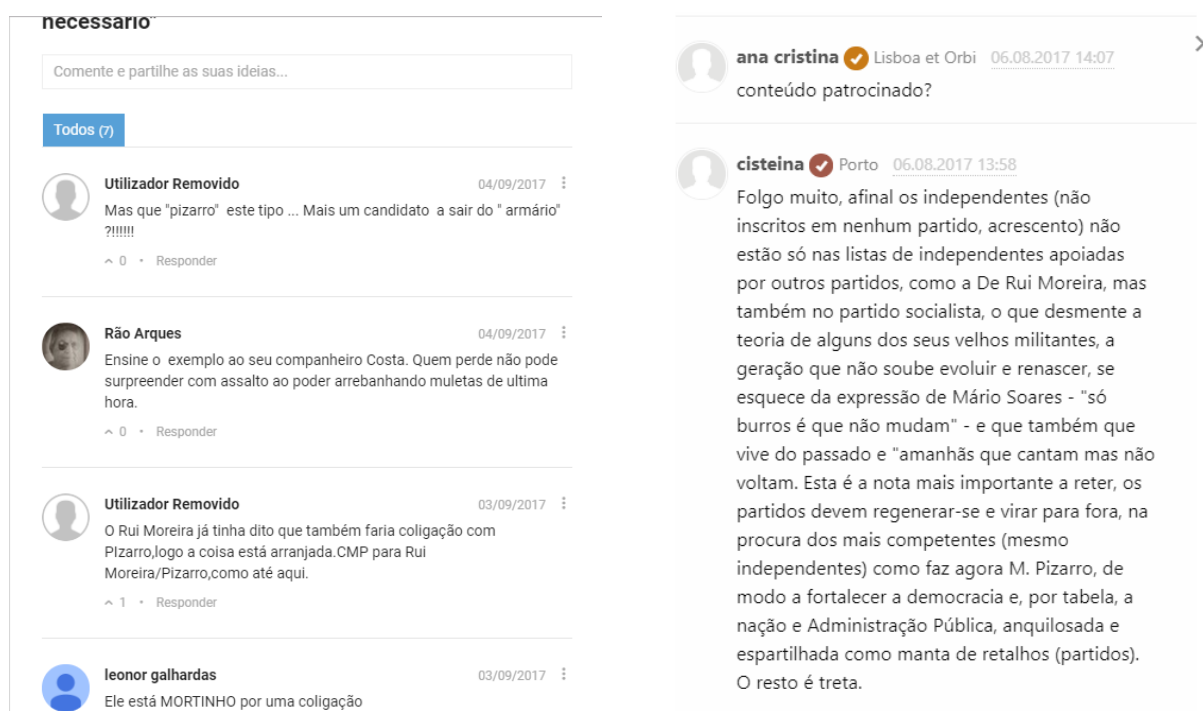 necessário"
Comente e partilhe as suas ideias...
Todos (7)
Utilizador Removido 04/09/2017
Mas que "pizarro" este tipo ... Mais um candidato a sair do " armário"
?!!!!!!
0 • Responder
Rão Arques 04/09/2017
Ensine o exemplo ao seu companheiro Costa. Quem perde não pode
surpreender com assalto ao poder arrebanhando muletas de ultima
hora.
0 • Responder
Utilizador Removido 03/09/2017
O Rui Moreira já tinha dito que também faria coligação com
PIzarro,logo a coisa está arranjada.CMP para Rui
Moreira/Pizarro,como até aqui.
1 • Responder
leonor galhardas 03/09/2017
Ele está MORTINHO por uma coligação
ana cristina Lisboa et Orbi 06.08.2017 14:07
conteúdo patrocinado?
cisteina Porto 06.08.2017 13:58
Folgo muito, afinal os independentes (não
inscritos em nenhum partido, acrescento) não
estão só nas listas de independentes apoiadas
por outros partidos, como a De Rui Moreira, mas
também no partido socialista, o que desmente a
teoria de alguns dos seus velhos militantes, a
geração que não soube evoluir e renascer, se
esquece da expressão de Mário Soares - "só
burros é que não mudam" - e que também que
vive do passado e "amanhãs que cantam mas não
voltam. Esta é a nota mais importante a reter, os
partidos devem regenerar-se e virar para fora, na
procura dos mais competentes (mesmo
independentes) como faz agora M. Pizarro, de
modo a fortalecer a democracia e, por tabela, a
nação e Administração Pública, anquilosada e
espartilhada como manta de retalhos (partidos).
O resto é treta.